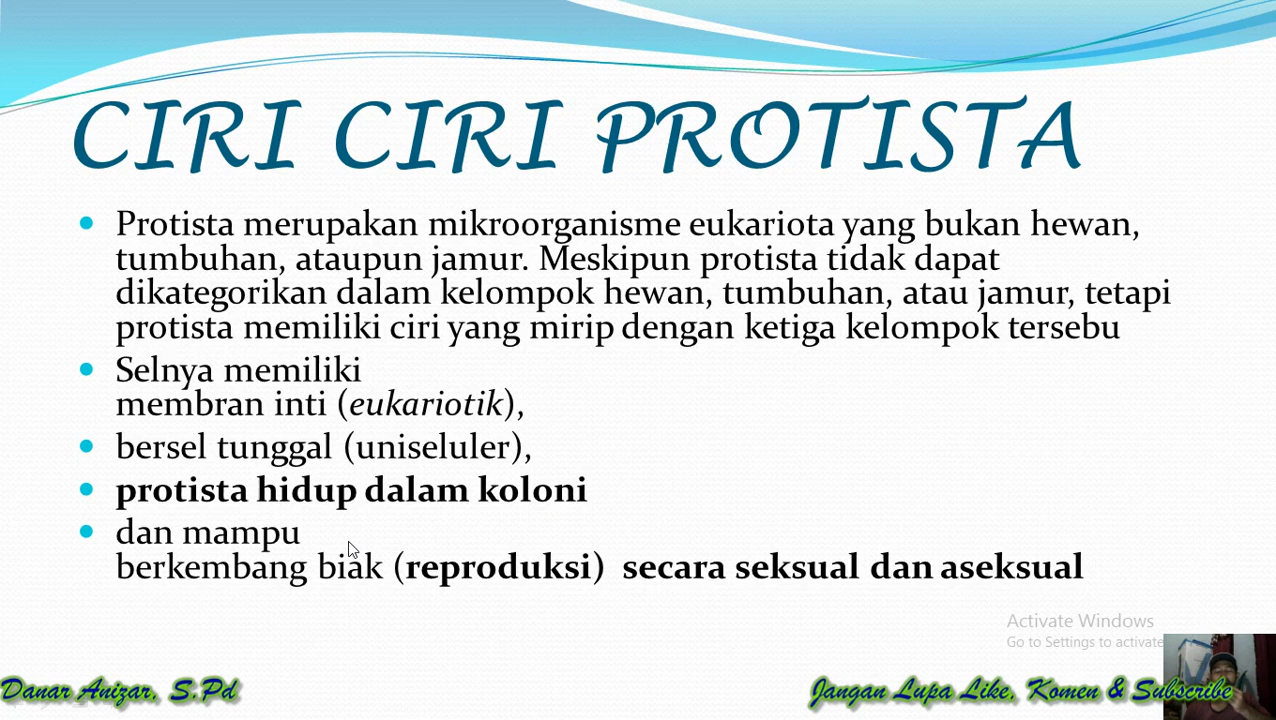 CIRI CIRI PROTISTA
Protista merupakan mikroorganisme eukariota yang bukan hewan,
tumbuhan, ataupun jamur. Meskipun protista tidak dapat
dikategorikan dalam kelompok hewan, tumbuhan, atau jamur, tetapi
protista memiliki ciri yang mirip dengan ketiga kelompok tersebu
Selnya memiliki
membran inti (eukariotik),
bersel tunggal (uniseluler),
protista hidup dalam koloni
dan mampu
berkembang biak (reproduksi) secara seksual dan aseksual
Activate Windows
Go to Settings to activate
Danar Anizar, S.Pd
Jangan Lupa Like, Komen & Subscribe